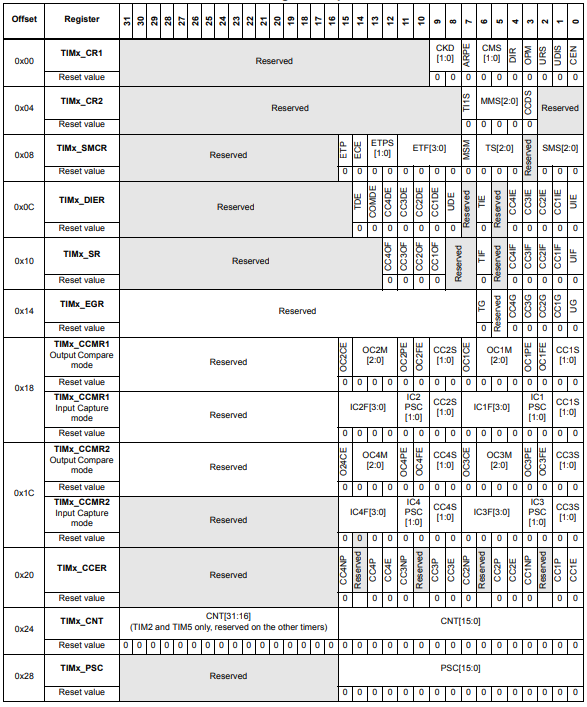 Offset Register 31 30 29 28 27 26 25 24 23 22 21 20 19 18 17 16 15 14 13 12 11 10 9 8 7 6 5 4 3 2 1 0
0x00 TIMx_CR1 Reserved CKD [1:0] ARPE CMS [1:0] DIR OPM URS UDIS CEN
Reset value 0 0 0 0 0 0 0 0 0 0
0x04 TIMx_CR2 Reserved TI1S MMS[2:0] CCDS Reserved
Reset value 0 0 0 0 0
0x08 TIMx_SMCR Reserved ETP ECE ETPS [1:0] ETF[3:0] MSM TS[2:0] Reserved SMS[2:0]
Reset value 0 0 0 0 0 0 0 0 0 0 0 0 0 0 0
0x0C TIMx_DIER Reserved TDE COMDE CC4DE CC3DE CC2DE CC1DE UDE Reserved TIE Reserved CC4IE CC3IE CC2IE CC1IE UIE
Reset value 0 0 0 0 0 0 0 0 0 0 0 0 0
0x10 TIMx_SR Reserved CC4OF CC3OF CC2OF CC1OF Reserved TIF Reserved CC4IF CC3IF CC2IF CC1IF UIF
Reset value 0 0 0 0 0 0 0 0 0 0
0x14 TIMx_EGR Reserved TG Reserved CC4G CC3G CC2G CC1G UG
Reset value 0 0 0 0 0 0
0x18 TIMx_CCMR1 Output Compare mode Reserved OC2CE OC2M [2:0] OC2PE OC2FE CC2S [1:0] OC1CE OC1M [2:0] OC1PE OC1FE CC1S [1:0]
Reset value 0 0 0 0 0 0 0 0 0 0 0 0 0 0 0 0
TIMx_CCMR1 Input Capture mode Reserved IC2F[3:0] IC2 PSC [1:0] CC2S [1:0] IC1F[3:0] IC1 PSC [1:0] CC1S [1:0]
Reset value 0 0 0 0 0 0 0 0 0 0 0 0 0 0 0 0
0x1C TIMx_CCMR2 Output Compare mode Reserved O24CE OC4M [2:0] OC4PE OC4FE CC4S [1:0] OC3CE OC3M [2:0] OC3PE OC3FE CC3S [1:0]
Reset value 0 0 0 0 0 0 0 0 0 0 0 0 0 0 0 0
TIMx_CCMR2 Input Capture mode Reserved IC4F[3:0] IC4 PSC [1:0] CC4S [1:0] IC3F[3:0] IC3 PSC [1:0] CC3S [1:0]
Reset value 0 0 0 0 0 0 0 0 0 0 0 0 0 0 0 0
0x20 TIMx_CCER Reserved CC4NP Reserved CC4P CC4E CC3NP Reserved CC3P CC3E CC2NP Reserved CC2P CC2E CC1NP Reserved CC1P CC1E
Reset value 0 0 0 0 0 0 0 0 0 0 0 0
0x24 TIMx_CNT CNT[31:16] (TIM2 and TIM5 only, reserved on the other timers) CNT[15:0]
Reset value 0 0 0 0 0 0 0 0 0 0 0 0 0 0 0 0 0 0 0 0 0 0 0 0 0 0 0 0 0 0 0 0
0x28 TIMx_PSC Reserved PSC[15:0]
Reset value 0 0 0 0 0 0 0 0 0 0 0 0 0 0 0 0